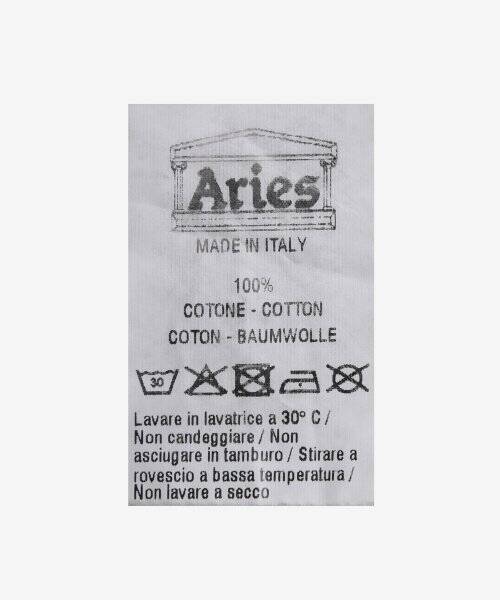 Aries
MADE IN ITALY
100%
COTONE - COTTON
COTON - BAUMWOLLE
30
Lavare in lavatrice a 30° C /
Non candeggiare / Non
asciugare in tamburo / Stirare a
rovescio a bassa temperatura /
Non lavare a secco